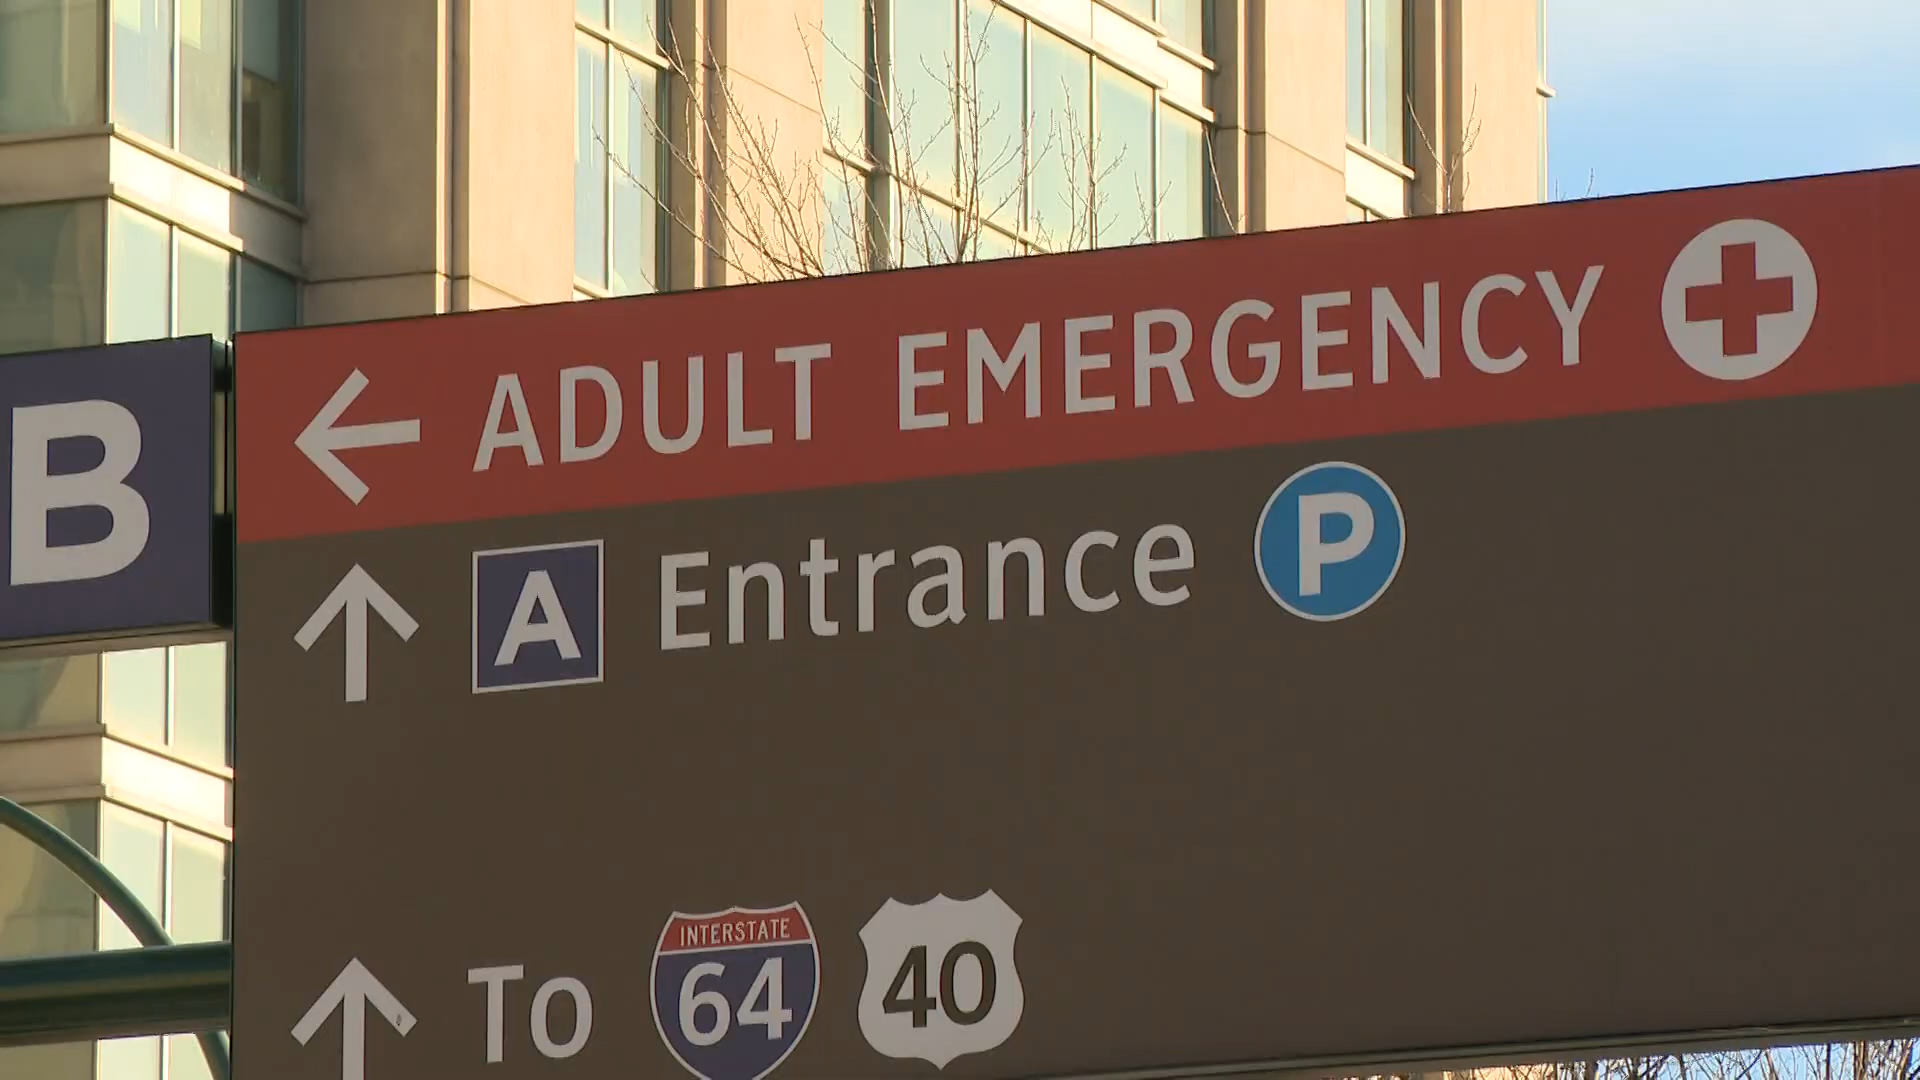 B
← ADULT EMERGENCY
↑ A Entrance P
INTERSTATE
↑ To 64 40